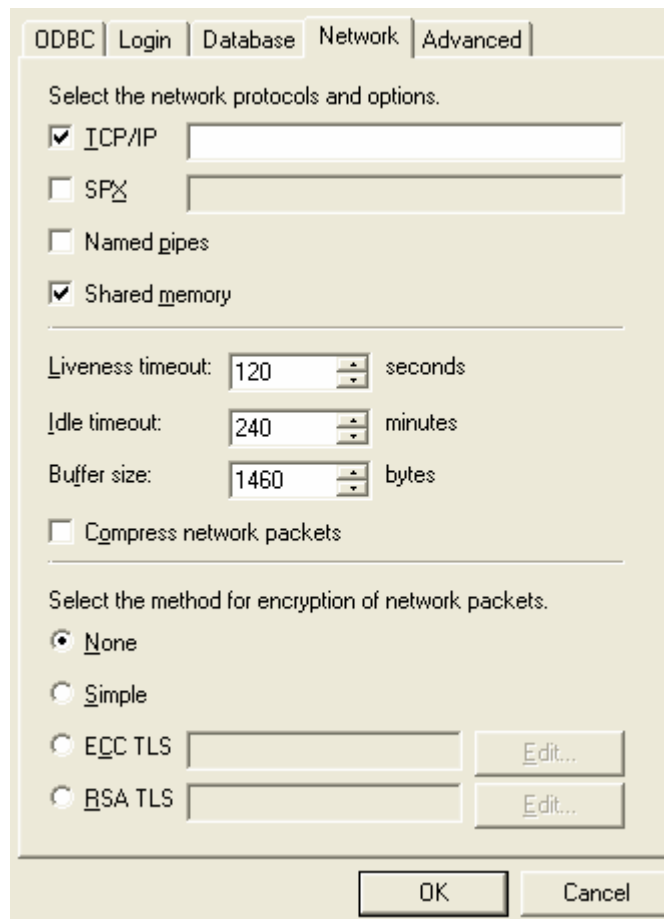 ODBC Login Database Network Advanced
Select the network protocols and options.
TCP/IP
SPX
Named pipes
Shared memory
Liveness timeout: 120 seconds
Idle timeout: 240 minutes
Buffer size: 1460 bytes
Compress network packets
Select the method for encryption of network packets.
None
Simple
ECC TLS Edit...
RSA TLS Edit...
OK Cancel